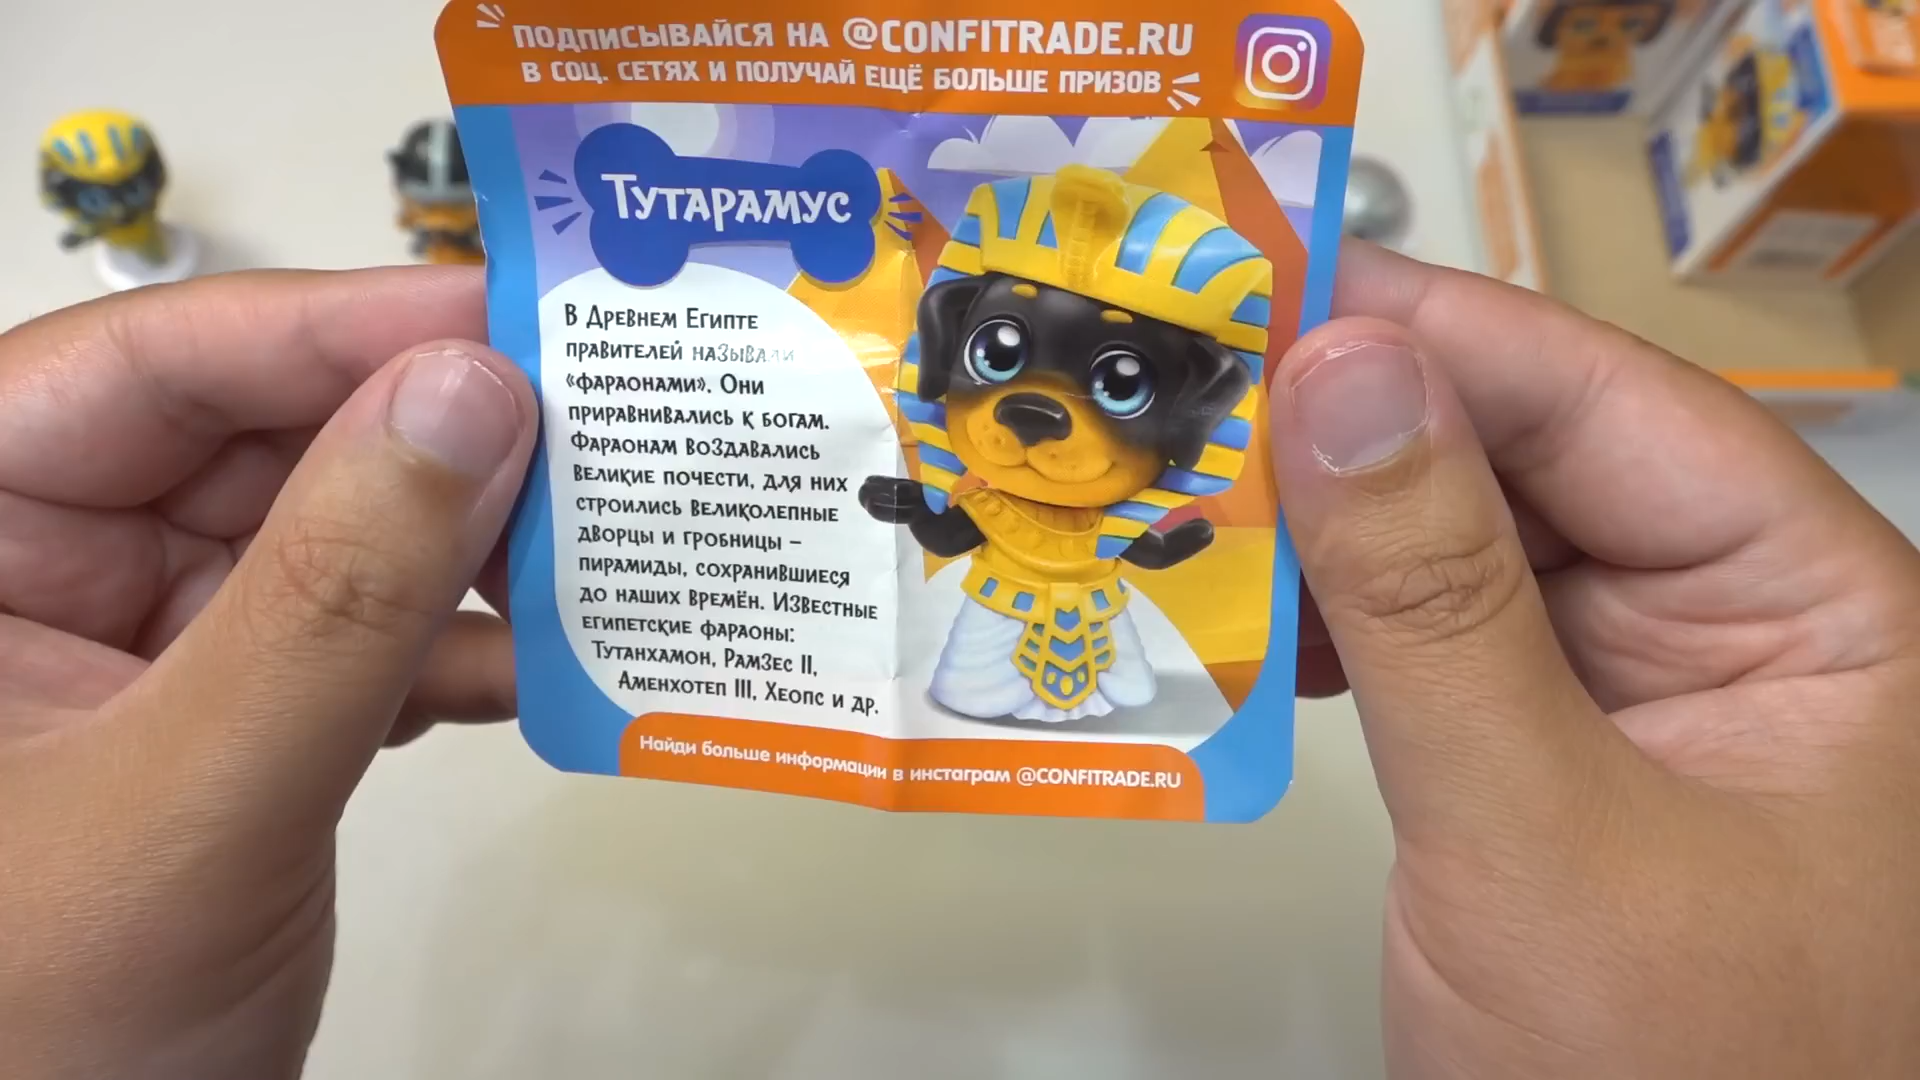 ПОДПИСЫВАЙСЯ НА @CONFITRADE.RU
В СОЦ. СЕТЯХ И ПОЛУЧАЙ ЕЩЁ БОЛЬШЕ ПРИЗОВ
ТУТАРАМУС
В ДРЕВНЕМ ЕГИПТЕ
ПРАВИТЕЛЕЙ НАЗЫВАЛИ
«ФАРАОНАМИ». ОНИ
ПРИРАВНИВАЛИСЬ К БОГАМ.
ФАРАОНАМ ВОЗДАВАЛИСЬ
ВЕЛИКИЕ ПОЧЕСТИ, ДЛЯ НИХ
СТРОИЛИСЬ ВЕЛИКОЛЕПНЫЕ
ДВОРЦЫ И ГРОБНИЦЫ –
ПИРАМИДЫ, СОХРАНИВШИЕСЯ
ДО НАШИХ ВРЕМЁН. ИЗВЕСТНЫЕ
ЕГИПЕТСКИЕ ФАРАОНЫ:
ТУТАНХАМОН, РАМЗЕС II,
АМЕНХОТЕП III, ХЕОПС И ДР.
Найди больше информации в инстаграм @CONFITRADE.RU